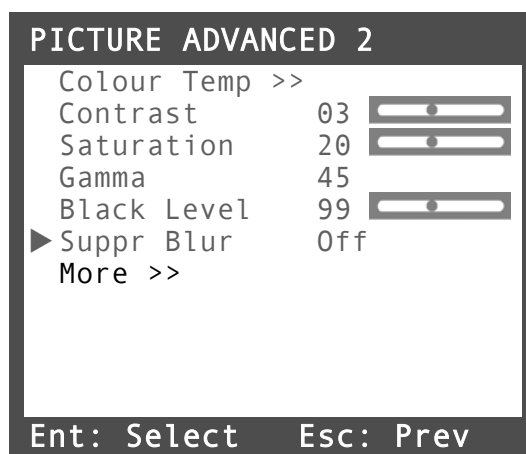 PICTURE ADVANCED 2
Colour Temp >>
Contrast 03
Saturation 20
Gamma 45
Black Level 99
Suppr Blur Off
More >>
Ent: Select Esc: Prev